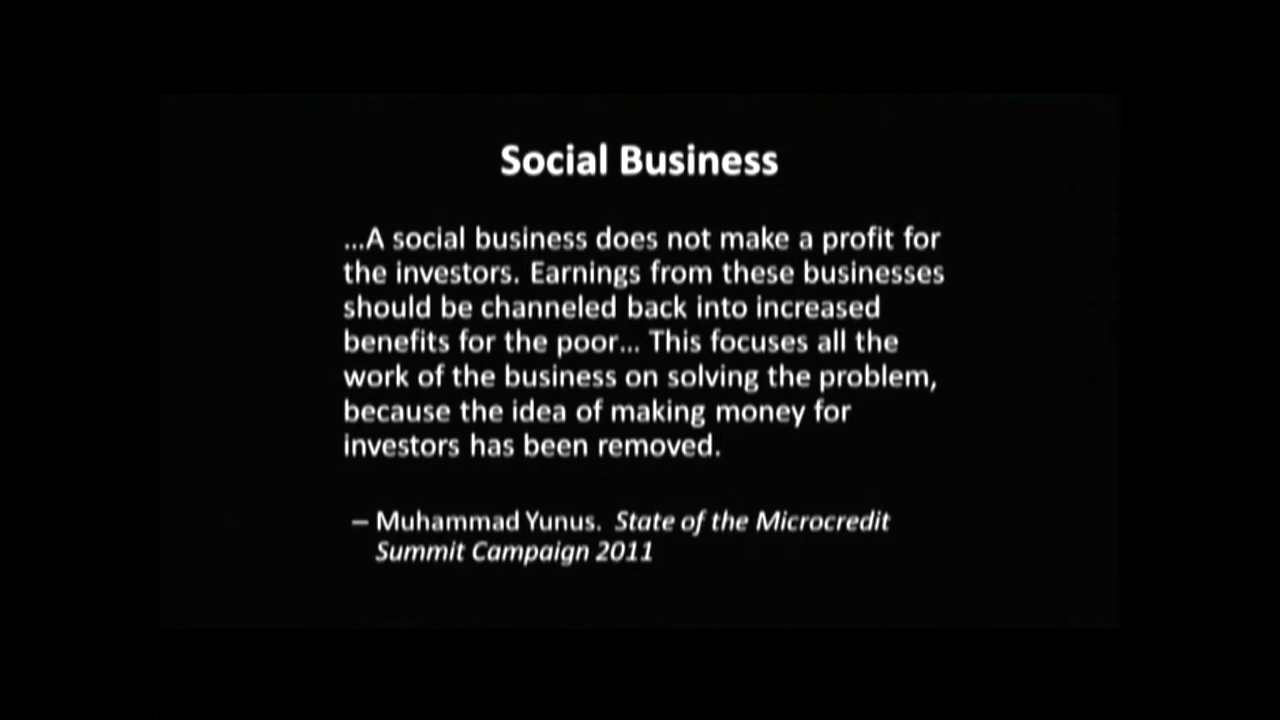 Social Business
...A social business does not make a profit for
the investors. Earnings from these businesses
should be channeled back into increased
benefits for the poor... This focuses all the
work of the business on solving the problem,
because the idea of making money for
investors has been removed.
– Muhammad Yunus. State of the Microcredit
Summit Campaign 2011